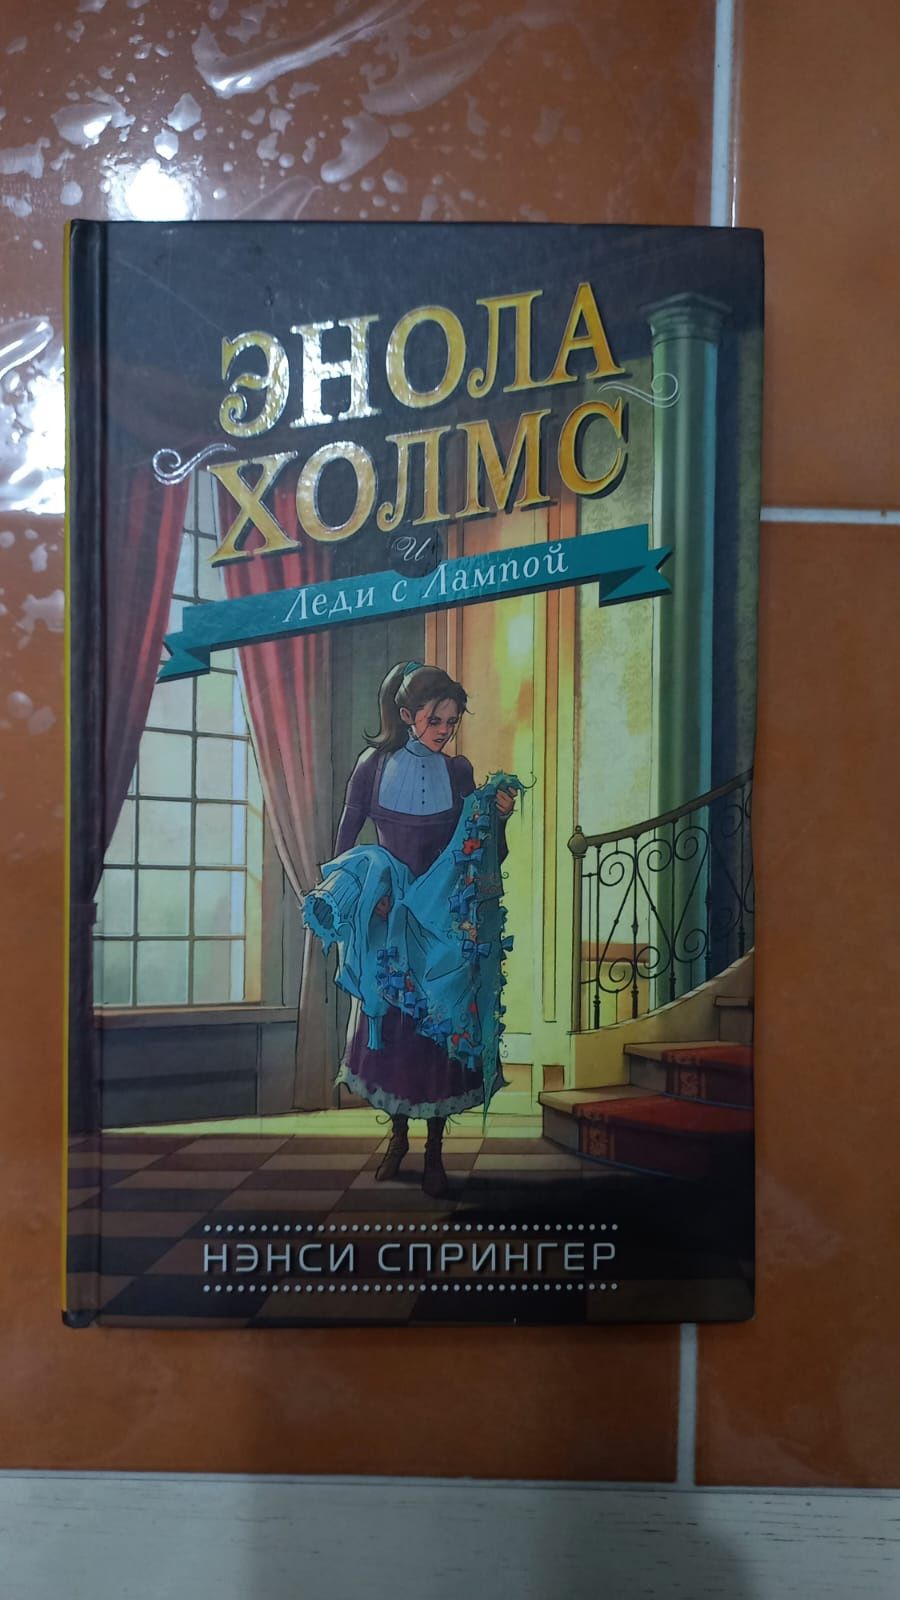 ЭНОЛА
ХОЛМС
и
Леди с Лампой
НЭНСИ СПРИНГЕР